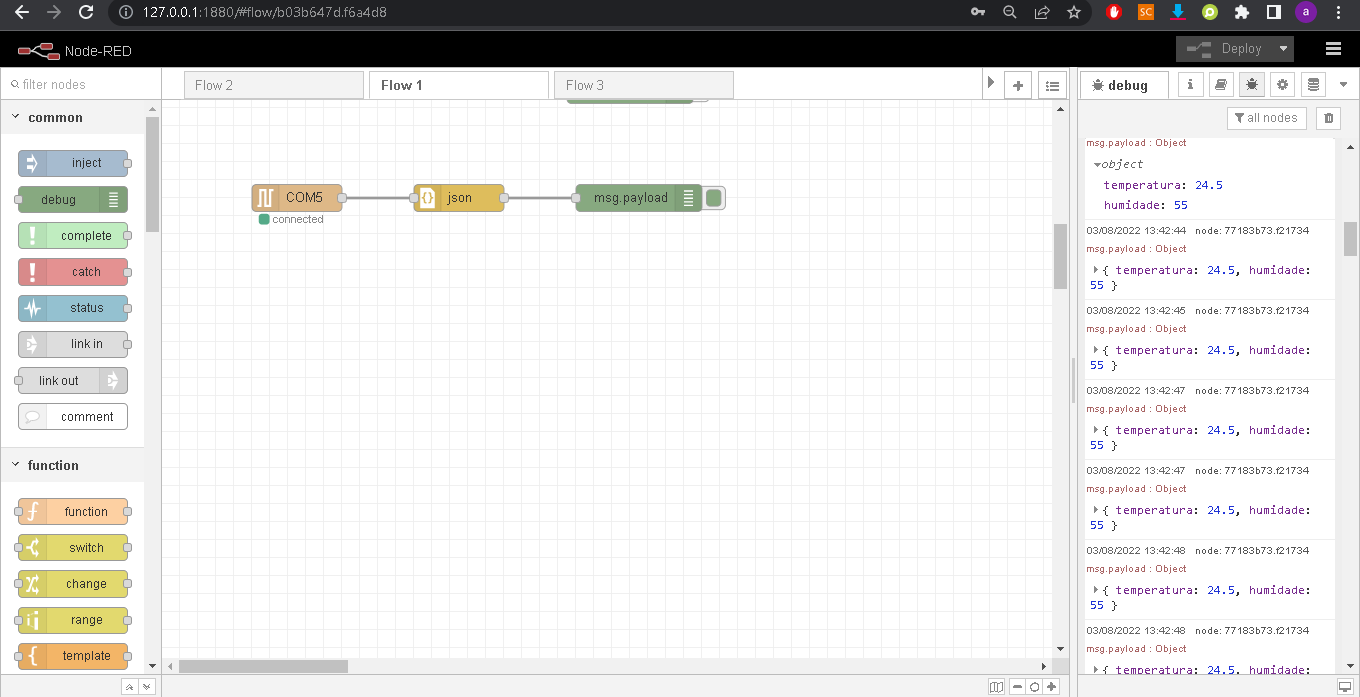 127.0.0.1:1880/#flow/b03b647d.f6a4d8
SC
a
Node-RED
Deploy
filter nodes
Flow 2
Flow 1
Flow 3
debug
i
all nodes
common
inject
debug
complete
catch
status
link in
link out
comment
function
function
switch
change
range
template
COM5
connected
json
msg.payload
msg.payload : Object
object
temperatura: 24.5
humidade: 55
03/08/2022 13:42:44 node: 77183b73.f21734
msg.payload : Object
{ temperatura: 24.5, humidade:
55 }
03/08/2022 13:42:45 node: 77183b73.f21734
msg.payload : Object
{ temperatura: 24.5, humidade:
55 }
03/08/2022 13:42:47 node: 77183b73.f21734
msg.payload : Object
{ temperatura: 24.5, humidade:
55 }
03/08/2022 13:42:47 node: 77183b73.f21734
msg.payload : Object
{ temperatura: 24.5, humidade:
55 }
03/08/2022 13:42:48 node: 77183b73.f21734
msg.payload : Object
{ temperatura: 24.5, humidade:
55 }
03/08/2022 13:42:48 node: 77183b73.f21734
msg.payload : Object
{ temperatura: 24.5, humidade: